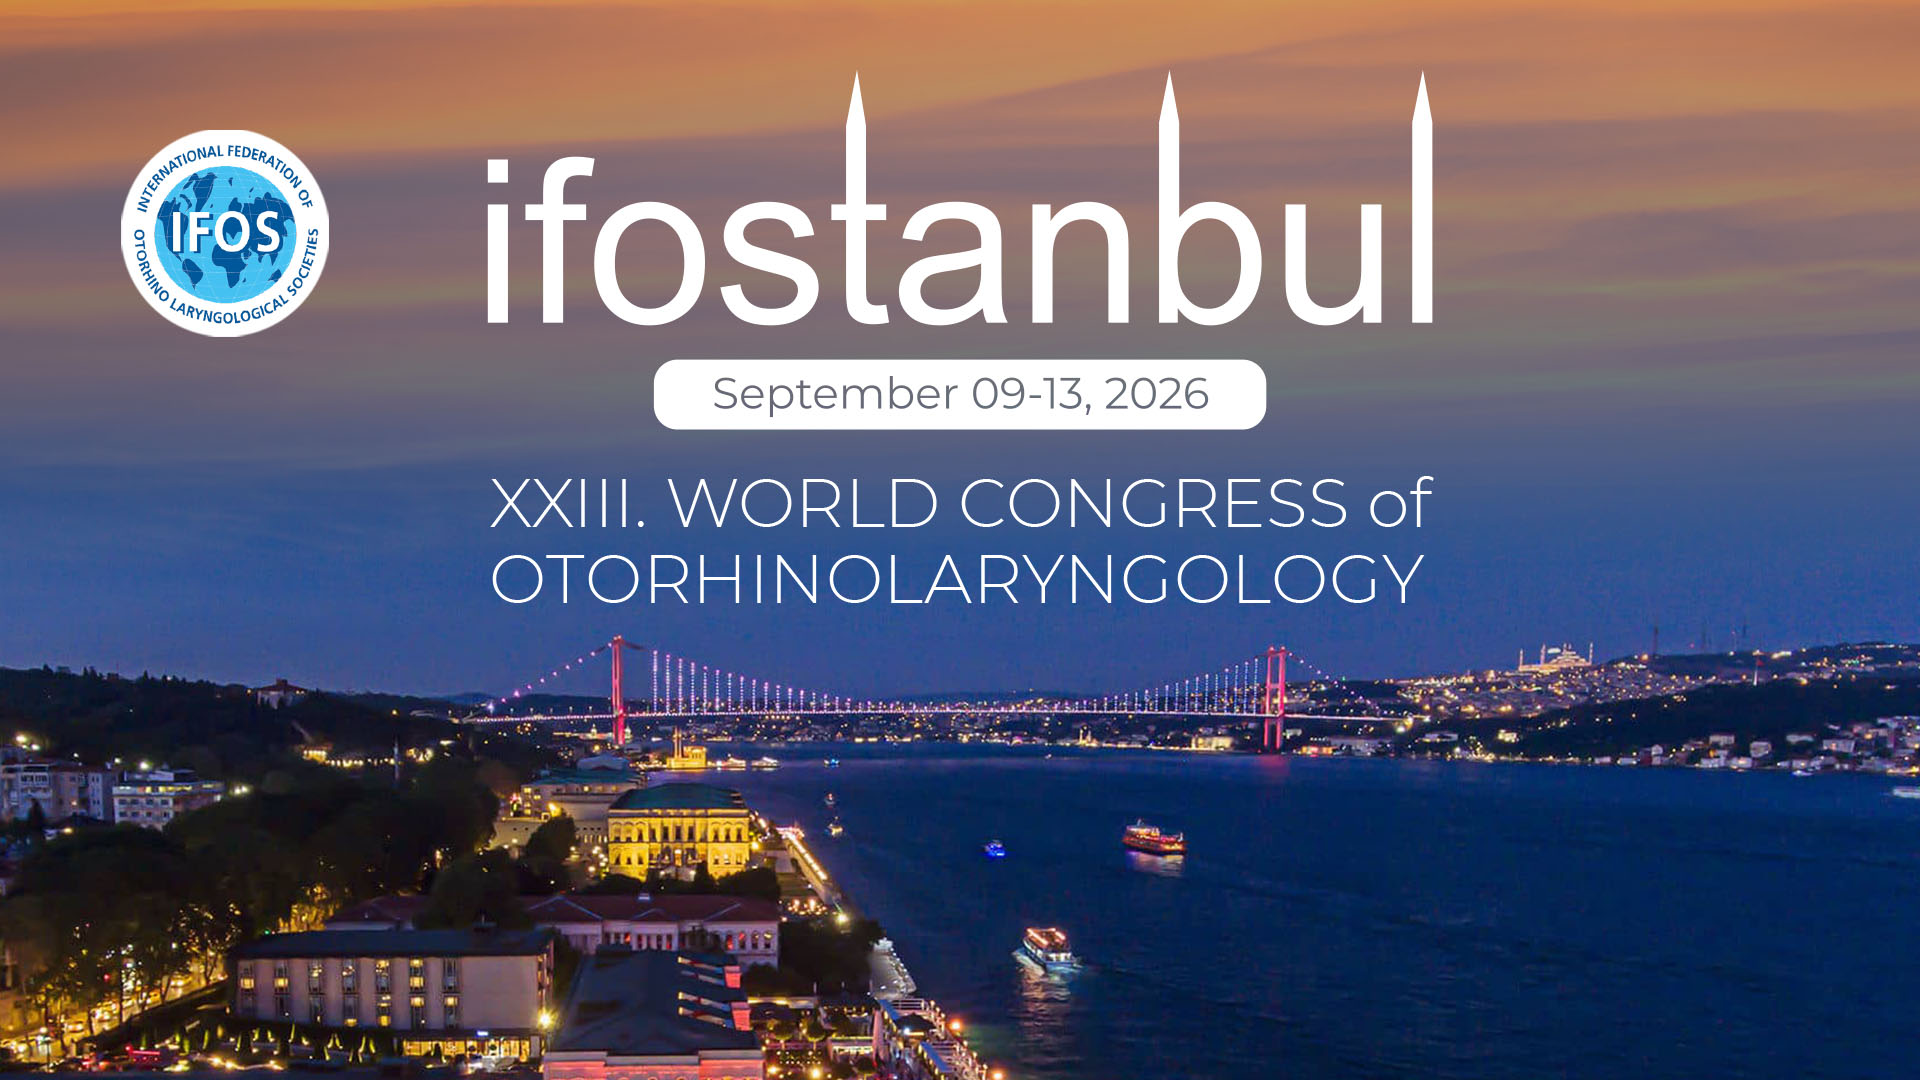 INTERNATIONAL FEDERATION OF
IFOS
OTORHINO LARYNGOLOGICAL SOCIETIES
ifostanbul
September 09-13, 2026
XXIII. WORLD CONGRESS of
OTORHINOLARYNGOLOGY